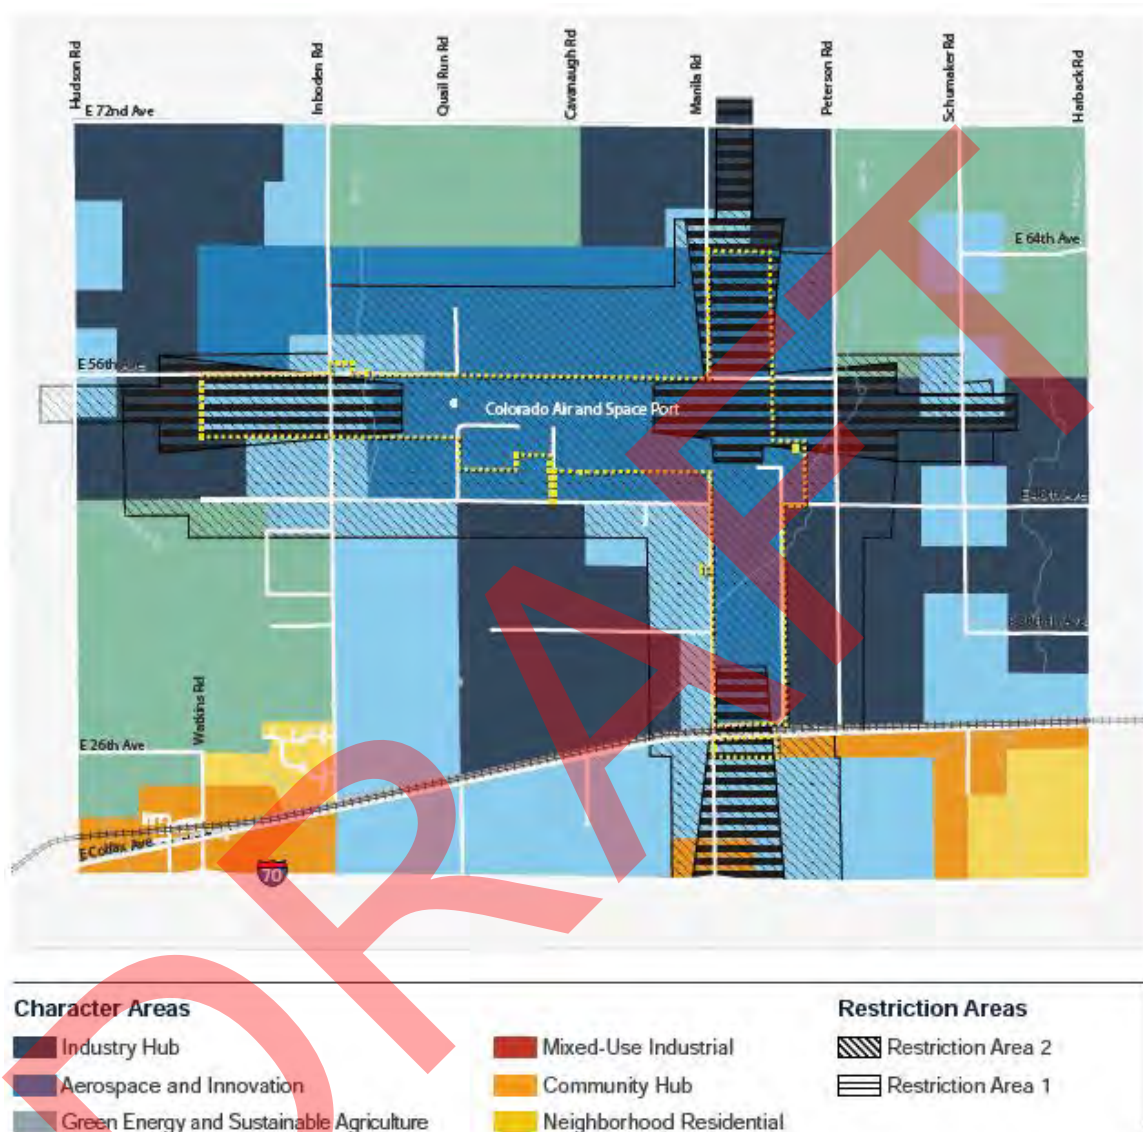 Hudson Rd
Inboden Rd
Quail Run Rd
Cavanaugh Rd
Manila Rd
Peterson Rd
Schumaker Rd
Harback Rd
E 72nd Ave
E 64th Ave
E 56th Ave
Colorado Air and Space Port
E 48th Ave
Watkins Rd
E 26th Ave
E Colfax Ave
70
DRAFT
Character Areas
Industry Hub
Aerospace and Innovation
Green Energy and Sustainable Agriculture
Mixed-Use Industrial
Community Hub
Neighborhood Residential
Restriction Areas
Restriction Area 2
Restriction Area 1